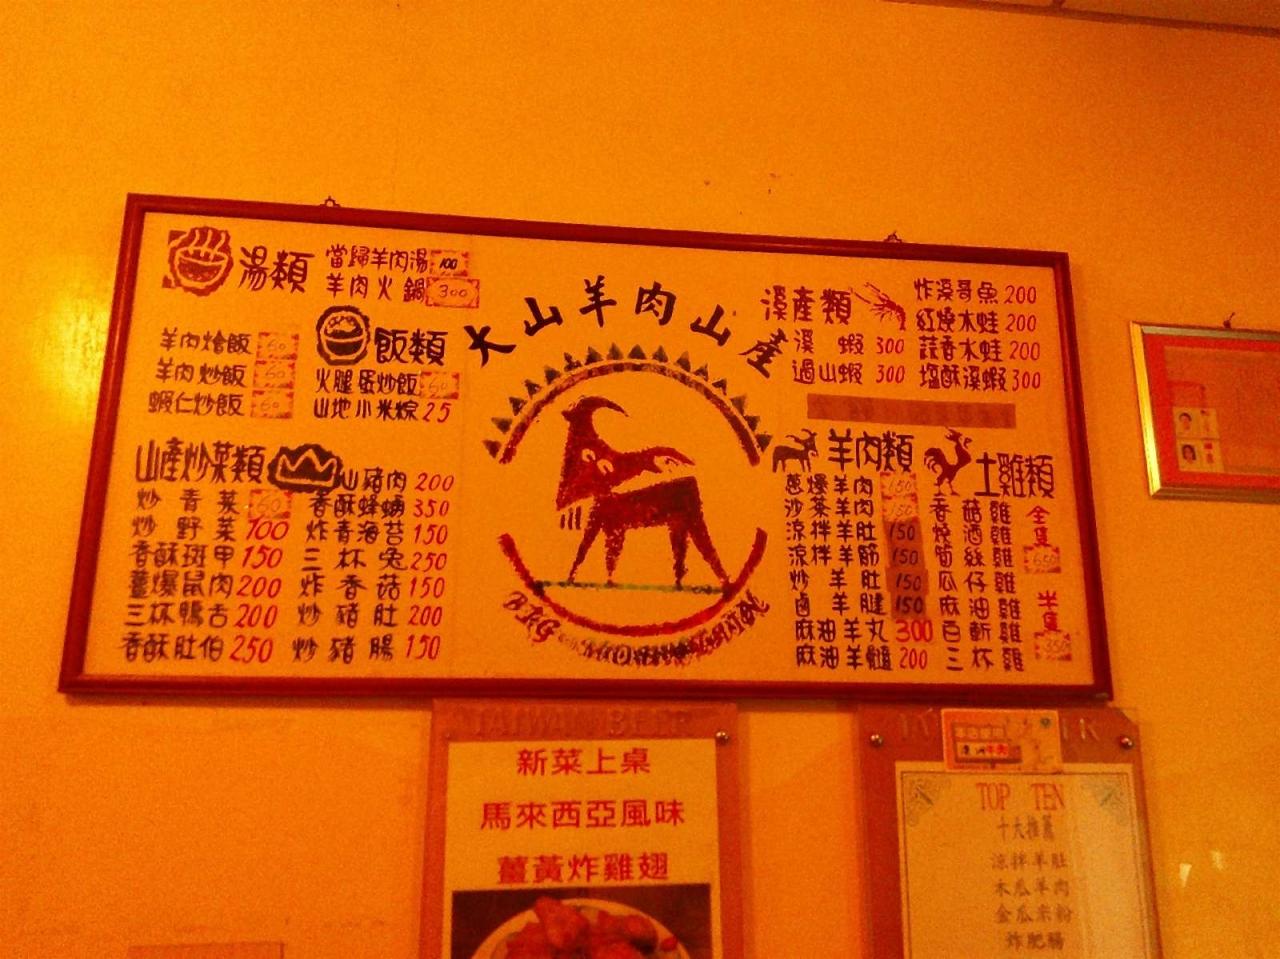 湯類
當歸羊肉湯 100
羊肉火鍋 300
飯類
羊肉燴飯 60
羊肉炒飯 60
蝦仁炒飯 60
火腿蛋炒飯 60
山地小米粽 25
山產炒菜類
炒青菜 60
炒野菜 100
香酥斑甲 150
薑爆鼠肉 200
三杯鴨舌 200
香酥肚伯 250
山豬肉 200
香酥蜂蛹 350
炸青海苔 150
三杯兔 250
炸香菇 150
炒豬肚 200
炒豬腸 150
大山羊肉山產
BIG
溪產類
溪蝦 300
過山蝦 300
炸溪哥魚 200
紅燒水蛙 200
蒜香水蛙 200
塩酥溪蝦 300
羊肉類
蔥爆羊肉 150
沙茶羊肉 150
涼拌羊肚 150
涼拌羊筋 150
炒羊肚 150
鹵羊腱 150
麻油羊丸 300
麻油羊髓 200
土雞類
香菇雞
燒酒雞
筍絲雞
瓜仔雞
麻油雞
白斬雞
三杯雞
全隻 650
半隻 350
TAIWAN BEER
新菜上桌
馬來西亞風味
薑黃炸雞翅
TOP TEN
十大推薦
涼拌羊肚
木瓜羊肉
金瓜米粉
炸肥腸